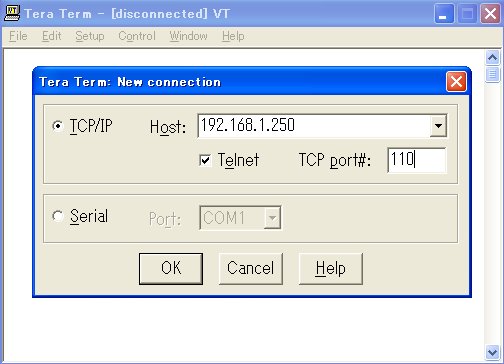 VT Tera Term - [disconnected] VT
File Edit Setup Control Window Help
Tera Term: New connection
TCP/IP Host: 192.168.1.250
Telnet TCP port#: 110
Serial Port: COM1
OK Cancel Help